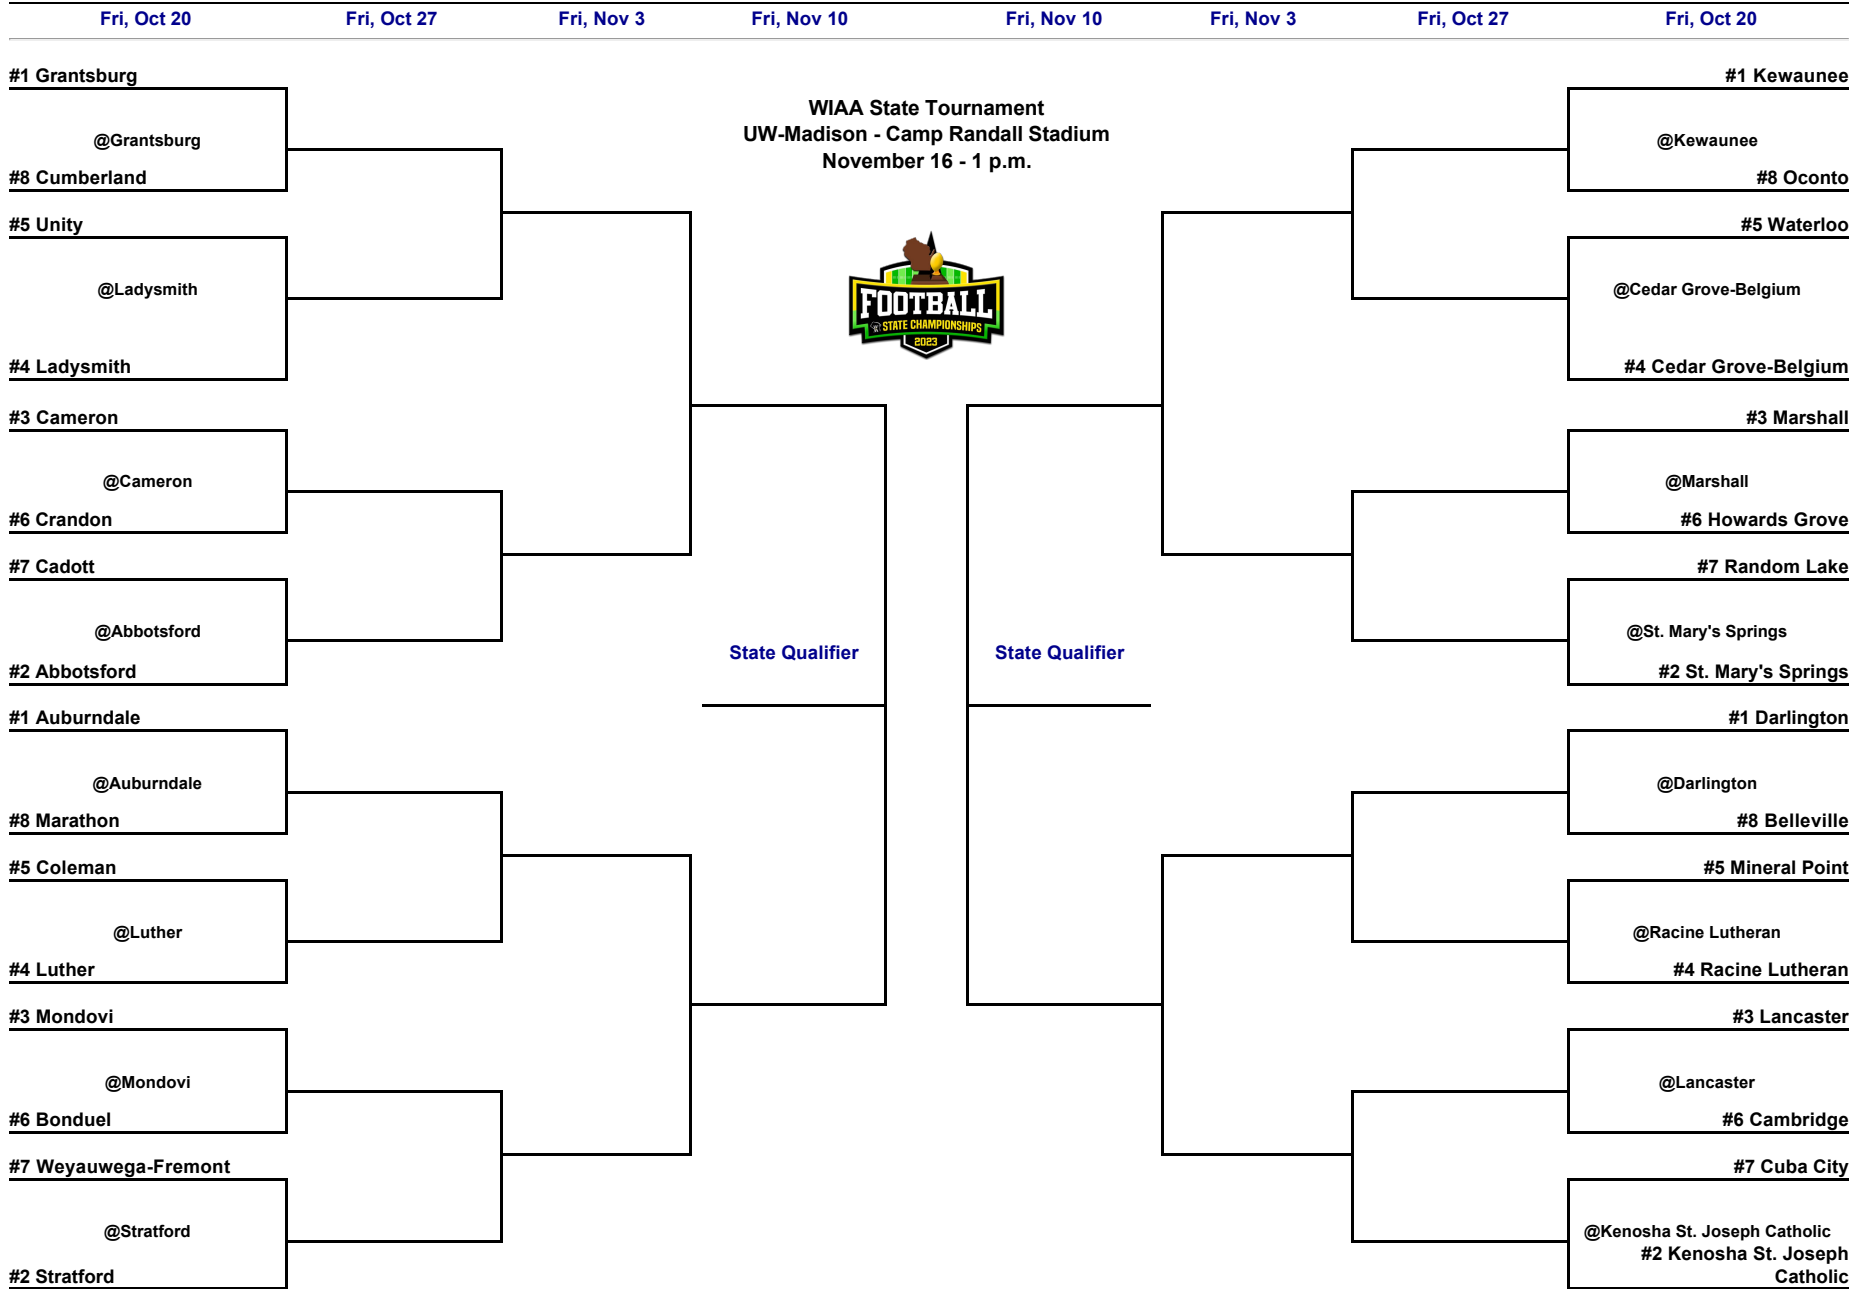 Fri, Oct 20 Fri, Oct 27 Fri, Nov 3 Fri, Nov 10 Fri, Nov 10 Fri, Nov 3 Fri, Oct 27 Fri, Oct 20
#1 Grantsburg
@Grantsburg
#8 Cumberland
#5 Unity
@Ladysmith
#4 Ladysmith
#3 Cameron
@Cameron
#6 Crandon
#7 Cadott
@Abbotsford
#2 Abbotsford
#1 Auburndale
@Auburndale
#8 Marathon
#5 Coleman
@Luther
#4 Luther
#3 Mondovi
@Mondovi
#6 Bonduel
#7 Weyauwega-Fremont
@Stratford
#2 Stratford
WIAA State Tournament
UW-Madison - Camp Randall Stadium
November 16 - 1 p.m.
FOOTBALL
STATE CHAMPIONSHIPS
2023
State Qualifier
State Qualifier
#1 Kewaunee
@Kewaunee
#8 Oconto
#5 Waterloo
@Cedar Grove-Belgium
#4 Cedar Grove-Belgium
#3 Marshall
@Marshall
#6 Howards Grove
#7 Random Lake
@St. Mary's Springs
#2 St. Mary's Springs
#1 Darlington
@Darlington
#8 Belleville
#5 Mineral Point
@Racine Lutheran
#4 Racine Lutheran
#3 Lancaster
@Lancaster
#6 Cambridge
#7 Cuba City
@Kenosha St. Joseph Catholic
#2 Kenosha St. Joseph
Catholic